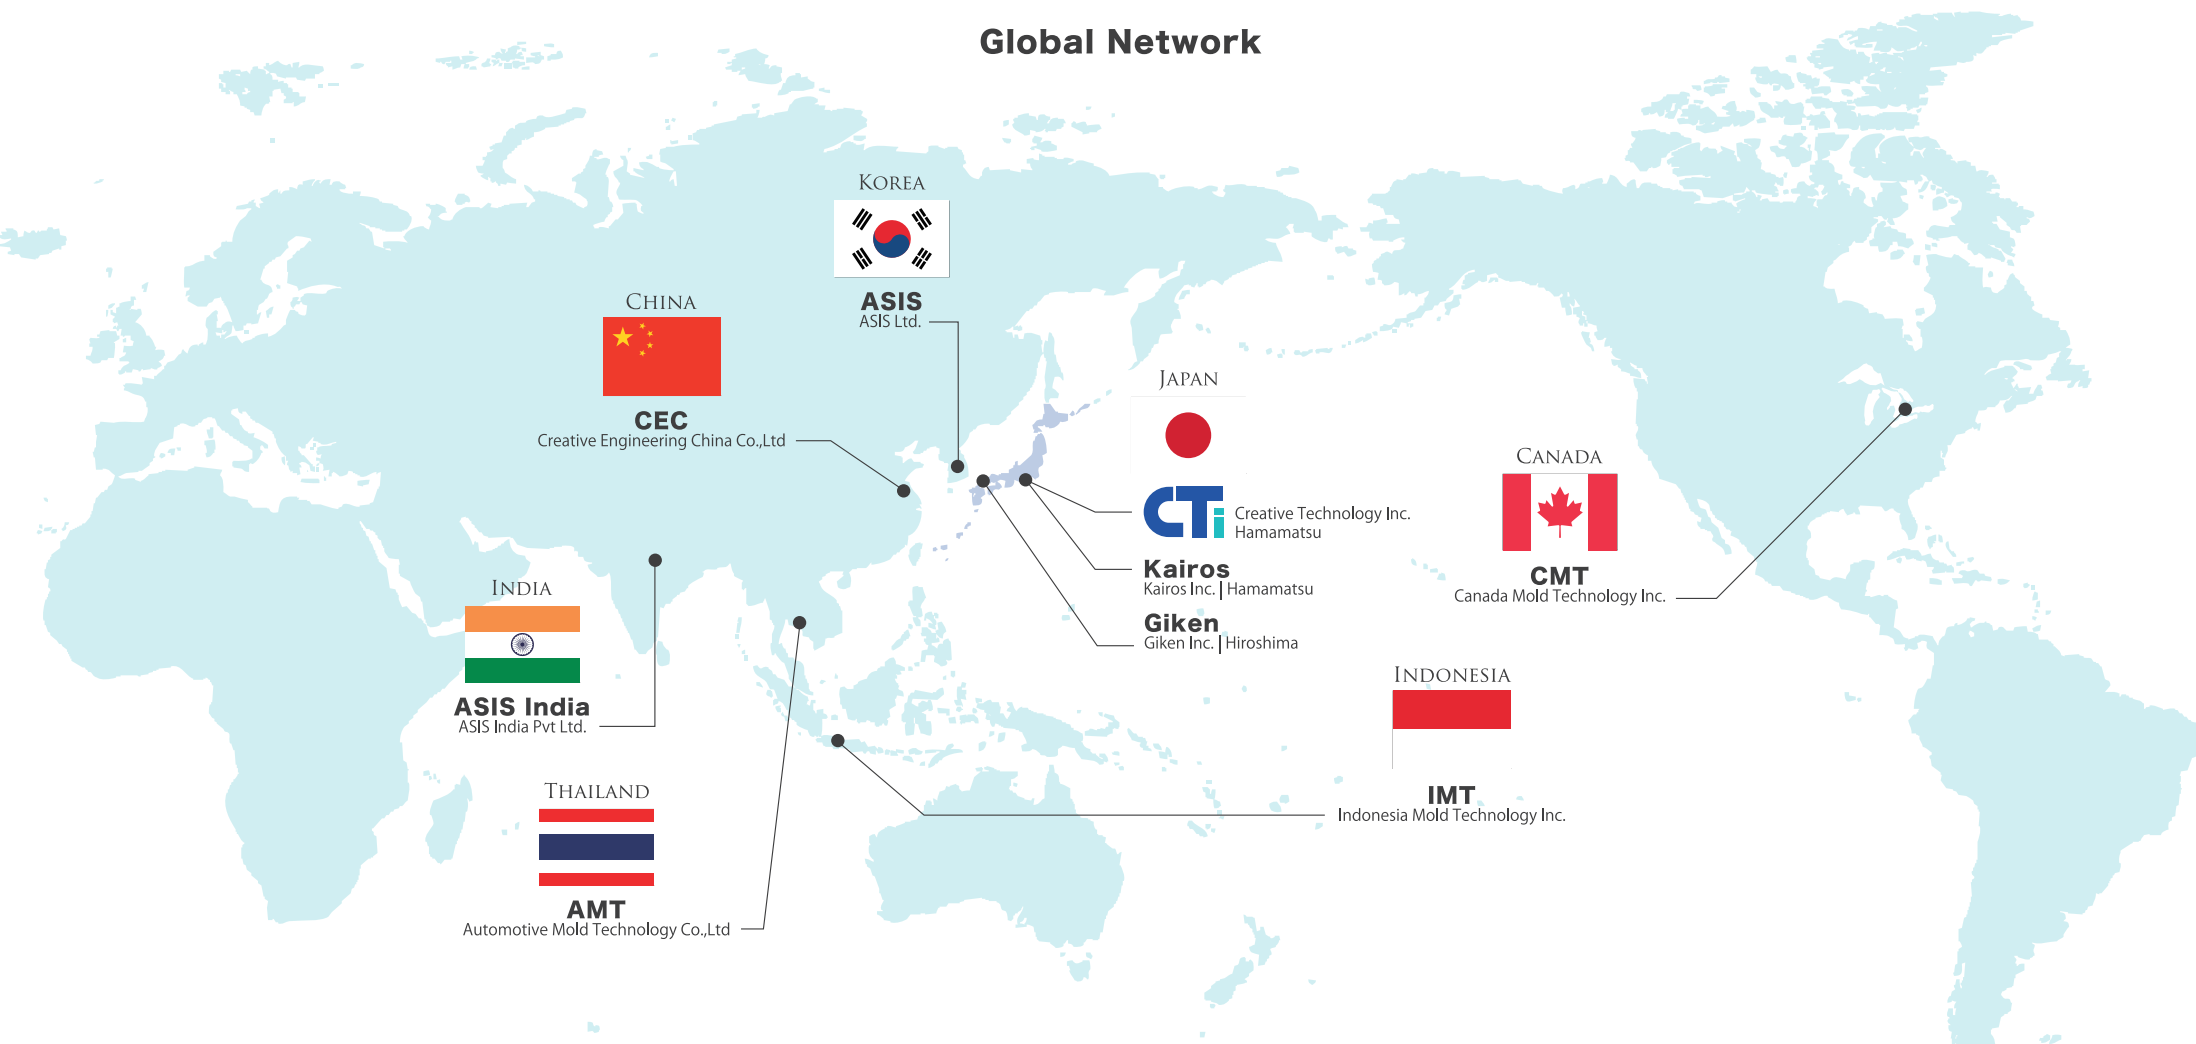 Global Network
KOREA
ASIS
ASIS Ltd.
CHINA
CEC
Creative Engineering China Co.,Ltd
JAPAN
CTi
Creative Technology Inc.
Hamamatsu
Kairos
Kairos Inc. | Hamamatsu
Giken
Giken Inc. | Hiroshima
CANADA
CMT
Canada Mold Technology Inc.
INDIA
ASIS India
ASIS India Pvt Ltd.
INDONESIA
IMT
Indonesia Mold Technology Inc.
THAILAND
AMT
Automotive Mold Technology Co.,Ltd